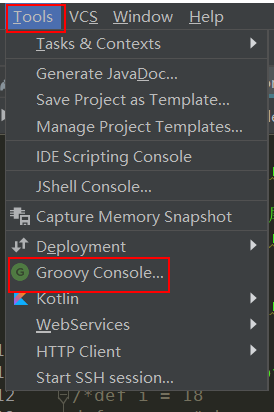 Tools VCS Window Help
Tasks & Contexts
Generate JavaDoc...
Save Project as Template...
Manage Project Templates...
IDE Scripting Console
JShell Console...
Capture Memory Snapshot
Deployment
G Groovy Console...
Kotlin
WebServices
HTTP Client
Start SSH session...
12 /*def i = 18